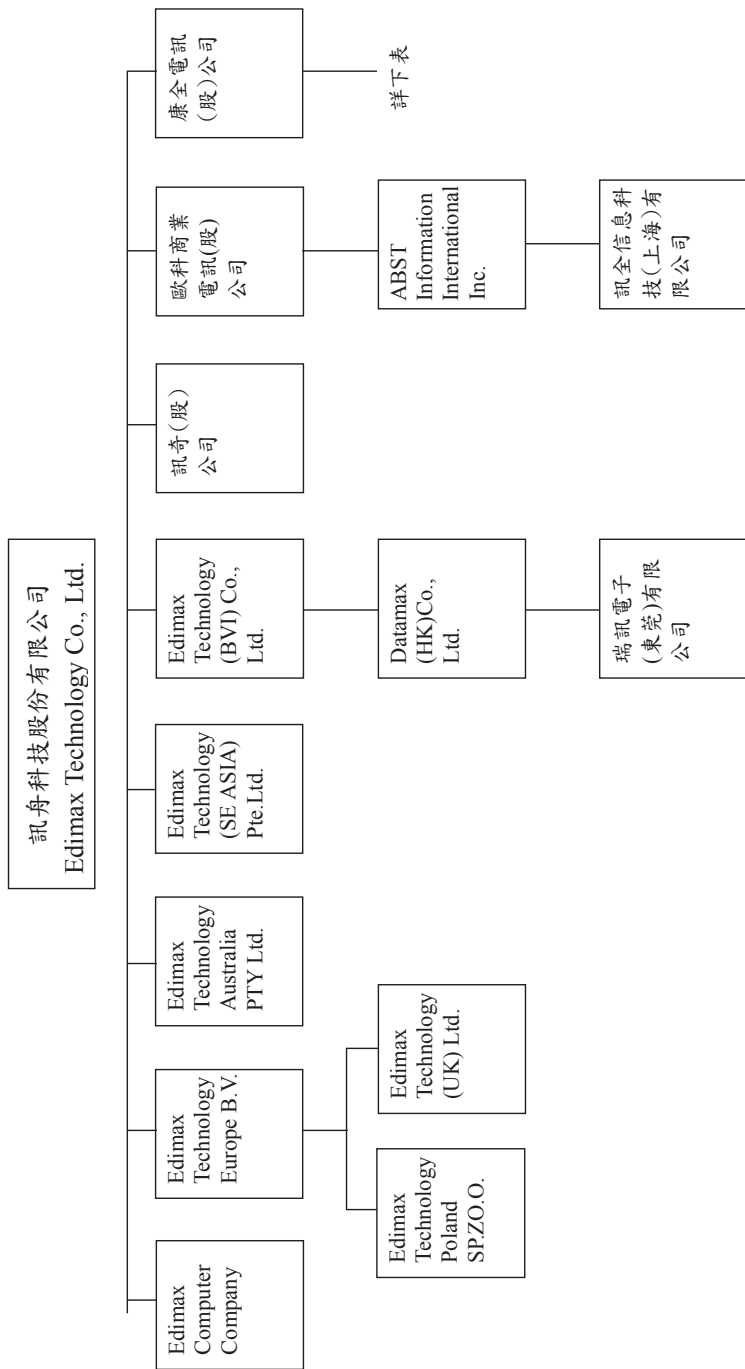 訊舟科技股份有限公司
Edimax Technology Co., Ltd.
Edimax
Computer
Company
Edimax
Technology
Europe B.V.
Edimax
Technology
Australia
PTY Ltd.
Edimax
Technology
(SE ASIA)
Pte.Ltd.
Edimax
Technology
(BVI) Co.,
Ltd.
訊奇(股)
公司
歐科商業
電訊(股)
公司
康全電訊
(股)公司
Edimax
Technology
Poland
SP.ZO.O.
Edimax
Technology
(UK) Ltd.
Datamax
(HK)Co.,
Ltd.
ABST
Information
International
Inc.
詳下表
瑞訊電子
(東莞)有限
公司
訊全信息科
技(上海)有
限公司